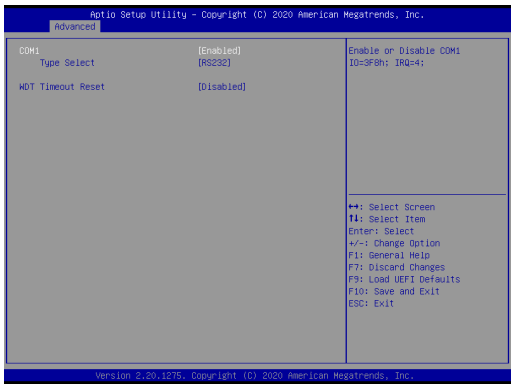 Aptio Setup Utility – Copyright (C) 2020 American Megatrends, Inc.
Advanced
COM1 [Enabled]
Type Select [RS232]
WDT Timeout Reset [Disabled]
Enable or Disable COM1
IO=3F8h; IRQ=4;
↔: Select Screen
↑↓: Select Item
Enter: Select
+/-: Change Option
F1: General Help
F7: Discard Changes
F9: Load UEFI Defaults
F10: Save and Exit
ESC: Exit
Version 2.20.1275. Copyright (C) 2020 American Megatrends, Inc.